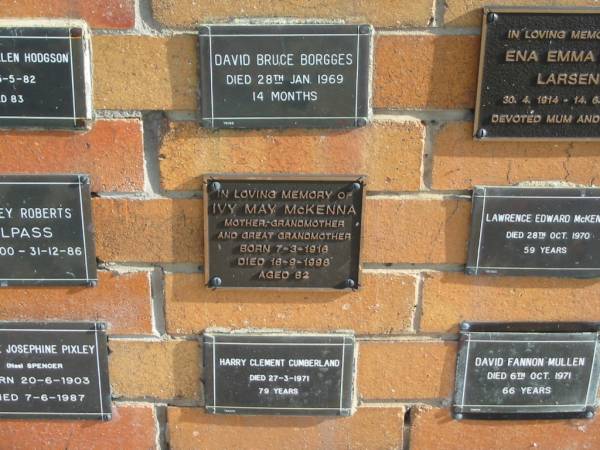 LLEN HODGSON
-5-82
D 83
DAVID BRUCE BORGGES
DIED 28TH JAN 1969
14 MONTHS
IN LOVING MEMO
ENA EMMA
LARSEN
30. 4. 1914 - 14. 6.
DEVOTED MUM AND
EY ROBERTS
LPASS
00 - 31-12-86
IN LOVING MEMORY OF
IVY MAY McKENNA
MOTHER, GRANDMOTHER
AND GREAT GRANDMOTHER
BORN 7-3-1916
DIED 16-9-1998
AGED 82
LAWRENCE EDWARD McKEN
DIED 28TH OCT. 1970
59 YEARS
JOSEPHINE PIXLEY
(Nee) SPENCER
RN 20-6-1903
IED 7-6-1987
HARRY CLEMENT CUMBERLAND
DIED 27-3-1971
79 YEARS
DAVID FANNON MULLEN
DIED 6TH OCT. 1971
66 YEARS